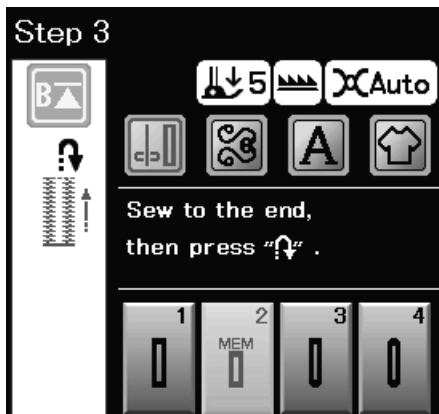 Step 3
B
5 Auto
A
Sew to the end,
then press “ ” .
1 2 3 4
MEM